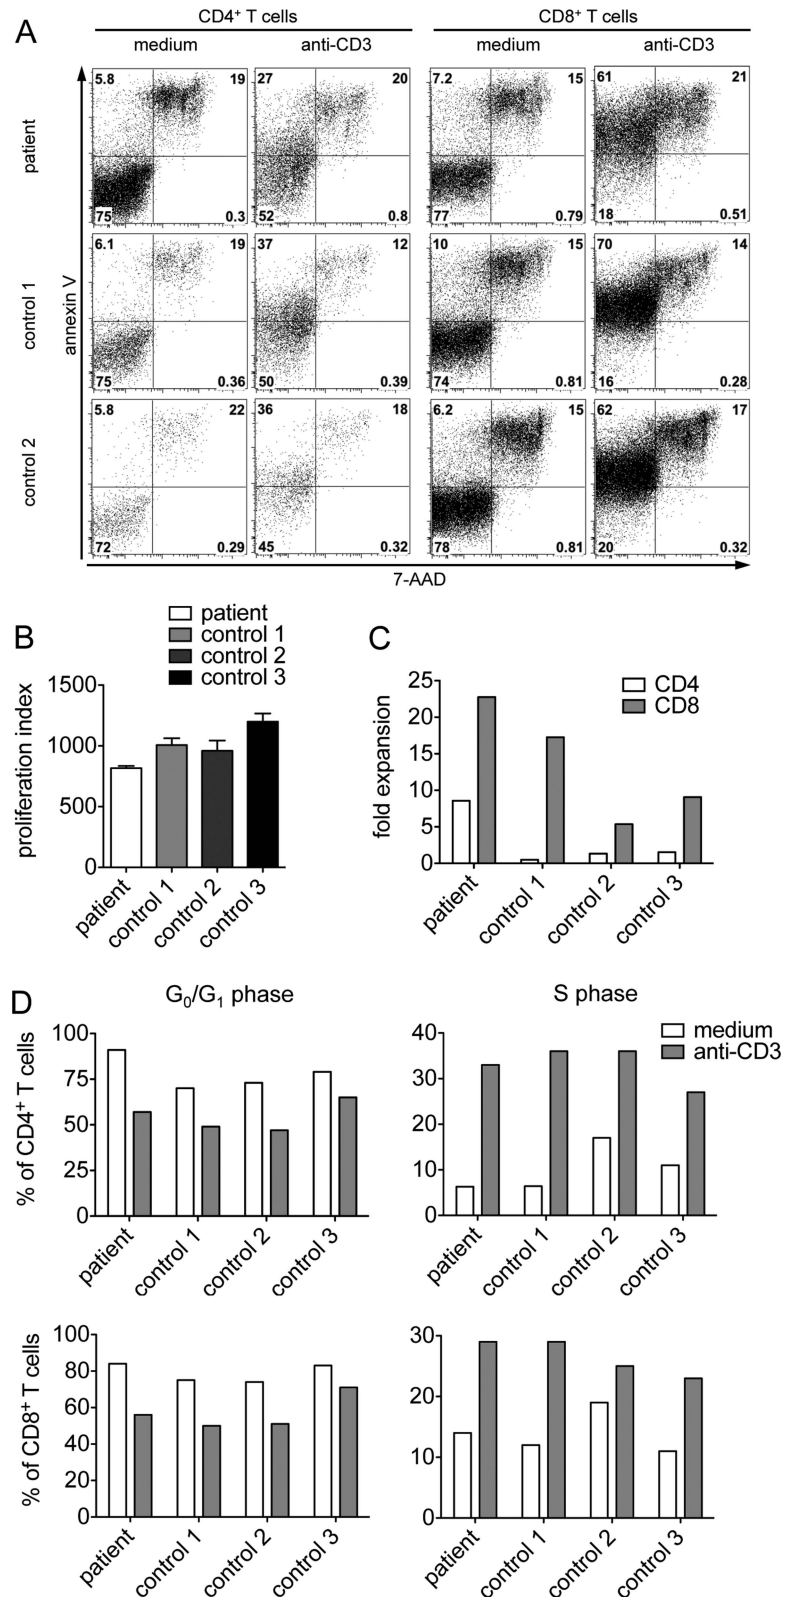 A
CD4⁺ T cells
CD8⁺ T cells
medium
anti-CD3
medium
anti-CD3
patient
5.8
19
75
0.3
27
20
52
0.8
7.2
15
77
0.79
61
21
18
0.51
control 1
annexin V
6.1
19
75
0.36
37
12
50
0.39
10
15
74
0.81
70
14
16
0.28
control 2
5.8
22
72
0.29
36
18
45
0.32
6.2
15
78
0.81
62
17
20
0.32
7-AAD
B
patient
control 1
control 2
control 3
proliferation index
1500
1000
500
0
patient
control 1
control 2
control 3
C
CD4
CD8
fold expansion
25
20
15
10
5
0
patient
control 1
control 2
control 3
D
G₀/G₁ phase
S phase
medium
anti-CD3
% of CD4⁺ T cells
100
75
50
25
0
patient
control 1
control 2
control 3
40
30
20
10
0
patient
control 1
control 2
control 3
% of CD8⁺ T cells
100
80
60
40
20
0
patient
control 1
control 2
control 3
30
20
10
0
patient
control 1
control 2
control 3